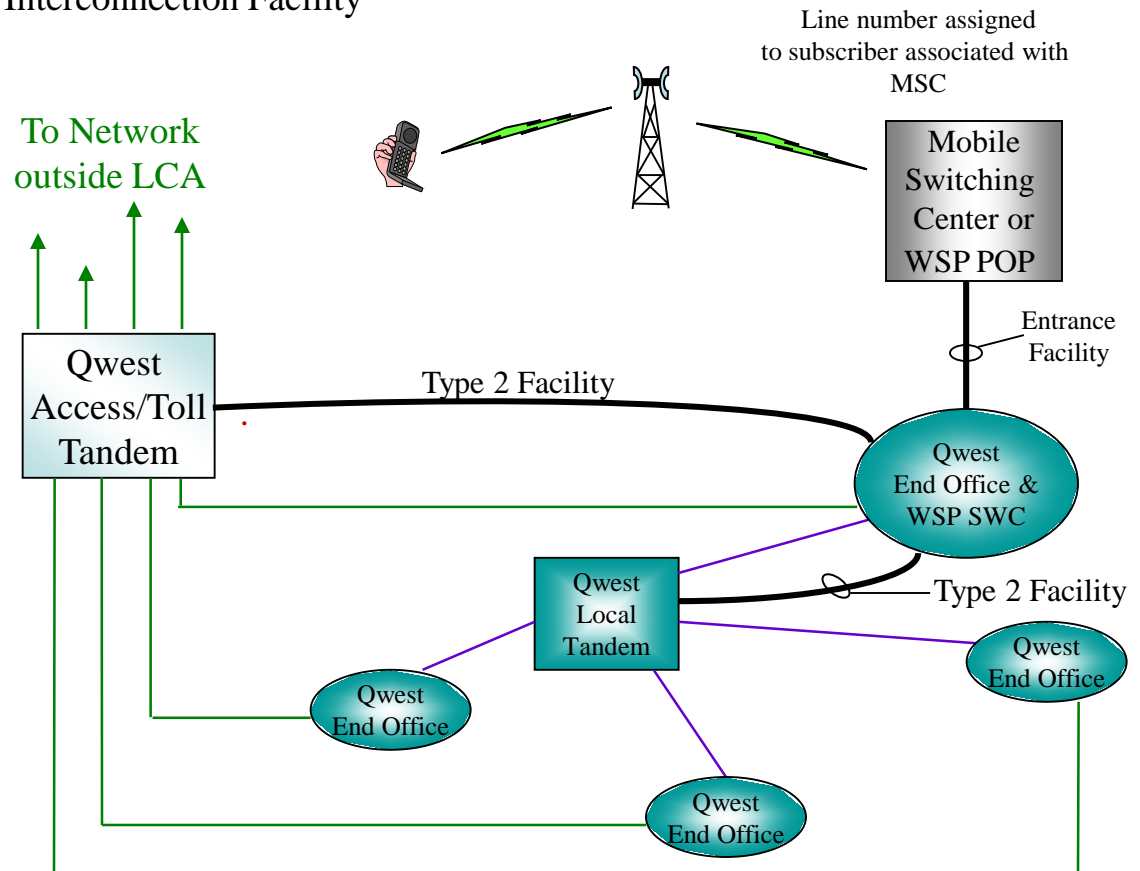 Interconnection Facility
Line number assigned
to subscriber associated with
MSC
To Network
outside LCA
Mobile
Switching
Center or
WSP POP
Entrance
Facility
Qwest
Access/Toll
Tandem
Type 2 Facility
Qwest
End Office &
WSP SWC
Qwest
Local
Tandem
Type 2 Facility
Qwest
End Office
Qwest
End Office
Qwest
End Office